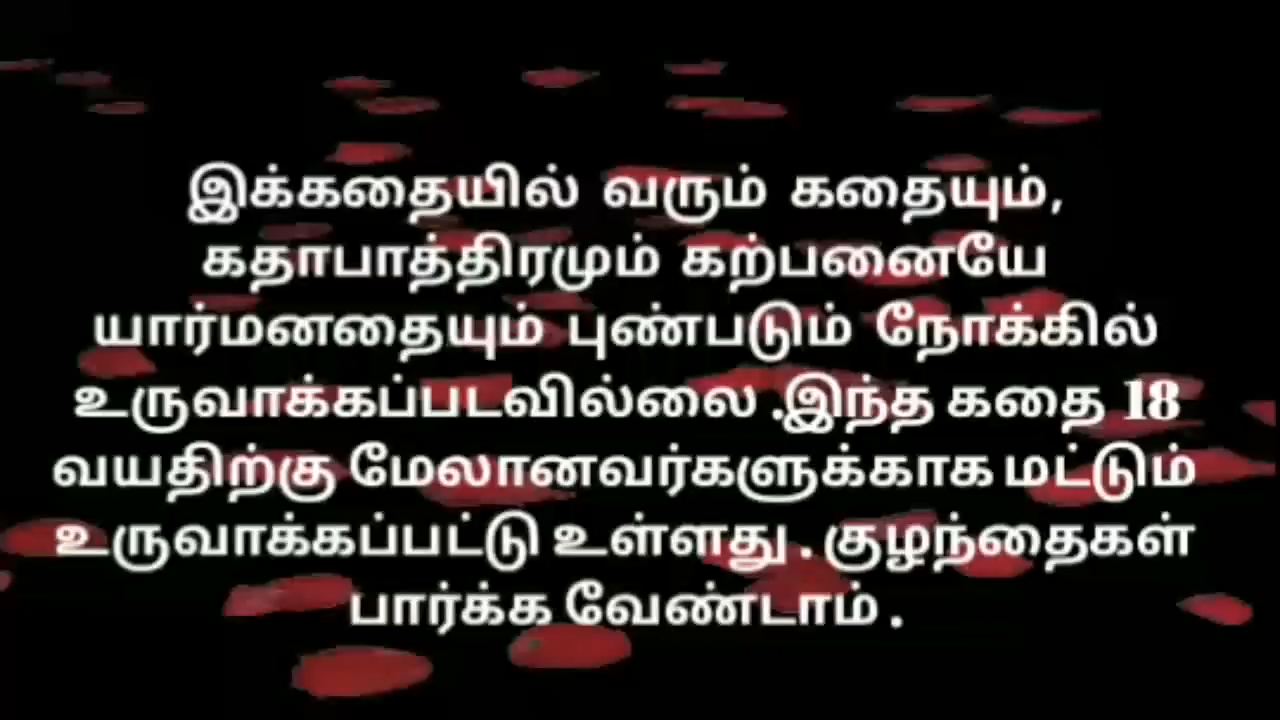 இக்கதையில் வரும் கதையும்,
கதாபாத்திரமும் கற்பனையே
யார்மனதையும் புண்படும் நோக்கில்
உருவாக்கப்படவில்லை .இந்த கதை 18
வயதிற்கு மேலானவர்களுக்காக மட்டும்
உருவாக்கப்பட்டு உள்ளது . குழந்தைகள்
பார்க்க வேண்டாம் .